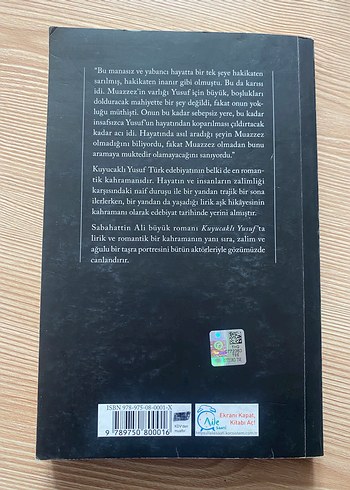 "Bu manasız ve yabancı hayatta bir tek şeye hakikaten
sarılmış, hakikaten inanır gibi olmuştu. Bu da karısı
idi. Muazzez'in varlığı Yusuf için büyük, boşlukları
dolduracak mahiyette bir şey değildi, fakat onun yok-
luğu müthişti. Onun bu kadar sebepsiz yere, bu kadar
insafsızca Yusuf'un hayatından koparılması çıldırtacak
kadar acı idi. Hayatında asıl aradığı şeyin Muazzez
olmadığını biliyordu, fakat Muazzez olmadan bunu
aramaya muktedir olamayacağını sanıyordu."
Kuyucaklı Yusuf Türk edebiyatının belki de en roman-
tik kahramanıdır. Hayatın ve insanların zalimliği
karşısındaki naif duruşu ile bir yandan trajik bir sona
ilerlerken, bir yandan da yaşadığı lirik aşk hikâyesinin
kahramanı olarak edebiyat tarihinde yerini almıştır.
Sabahattin Ali büyük romanı Kuyucaklı Yusuf'ta
lirik ve romantik bir kahramanın yanı sıra, zalim ve
ağulu bir taşra portresini bütün aktörleriyle gözümüzde
canlandırır.
ISBN 978-975-08-0001-X
9 789750 800016
Aile
Saati
Ekranı Kapat,
Kitabı Aç!